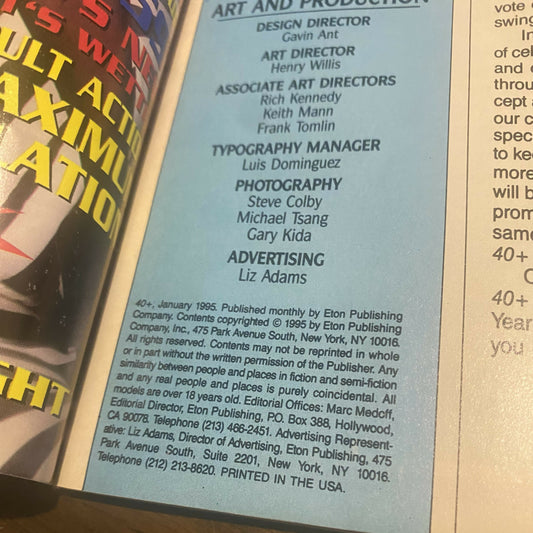 'S NE
'S WET
ULT ACTIO
AXIMU
LATION
GHT
ART AND PRODUCTION
DESIGN DIRECTOR
Gavin Ant
ART DIRECTOR
Henry Willis
ASSOCIATE ART DIRECTORS
Rich Kennedy
Keith Mann
Frank Tomlin
TYPOGRAPHY MANAGER
Luis Dominguez
PHOTOGRAPHY
Steve Colby
Michael Tsang
Gary Kida
ADVERTISING
Liz Adams
40+, January 1995. Published monthly by Eton Publishing
Company. Contents copyrighted © 1995 by Eton Publishing
Company, Inc., 475 Park Avenue South, New York, NY 10016.
All rights reserved. Contents may not be reprinted in whole
or in part without the written permission of the Publisher. Any
similarity between people and places in fiction and semi-fiction
and any real people and places is purely coincidental. All
models are over 18 years old. Editorial Offices: Marc Medoff,
Editorial Director, Eton Publishing, P.O. Box 388, Hollywood,
CA 90078. Telephone (213) 466-2451. Advertising Represent-
ative: Liz Adams, Director of Advertising, Eton Publishing, 475
Park Avenue South, Suite 2201, New York, NY 10016.
Telephone (212) 213-8620. PRINTED IN THE USA.
vote
swing
In
of cel
and
throu
cept
our c
spec
to kee
more
will b
prom
same
40+
C
40+
Year
you